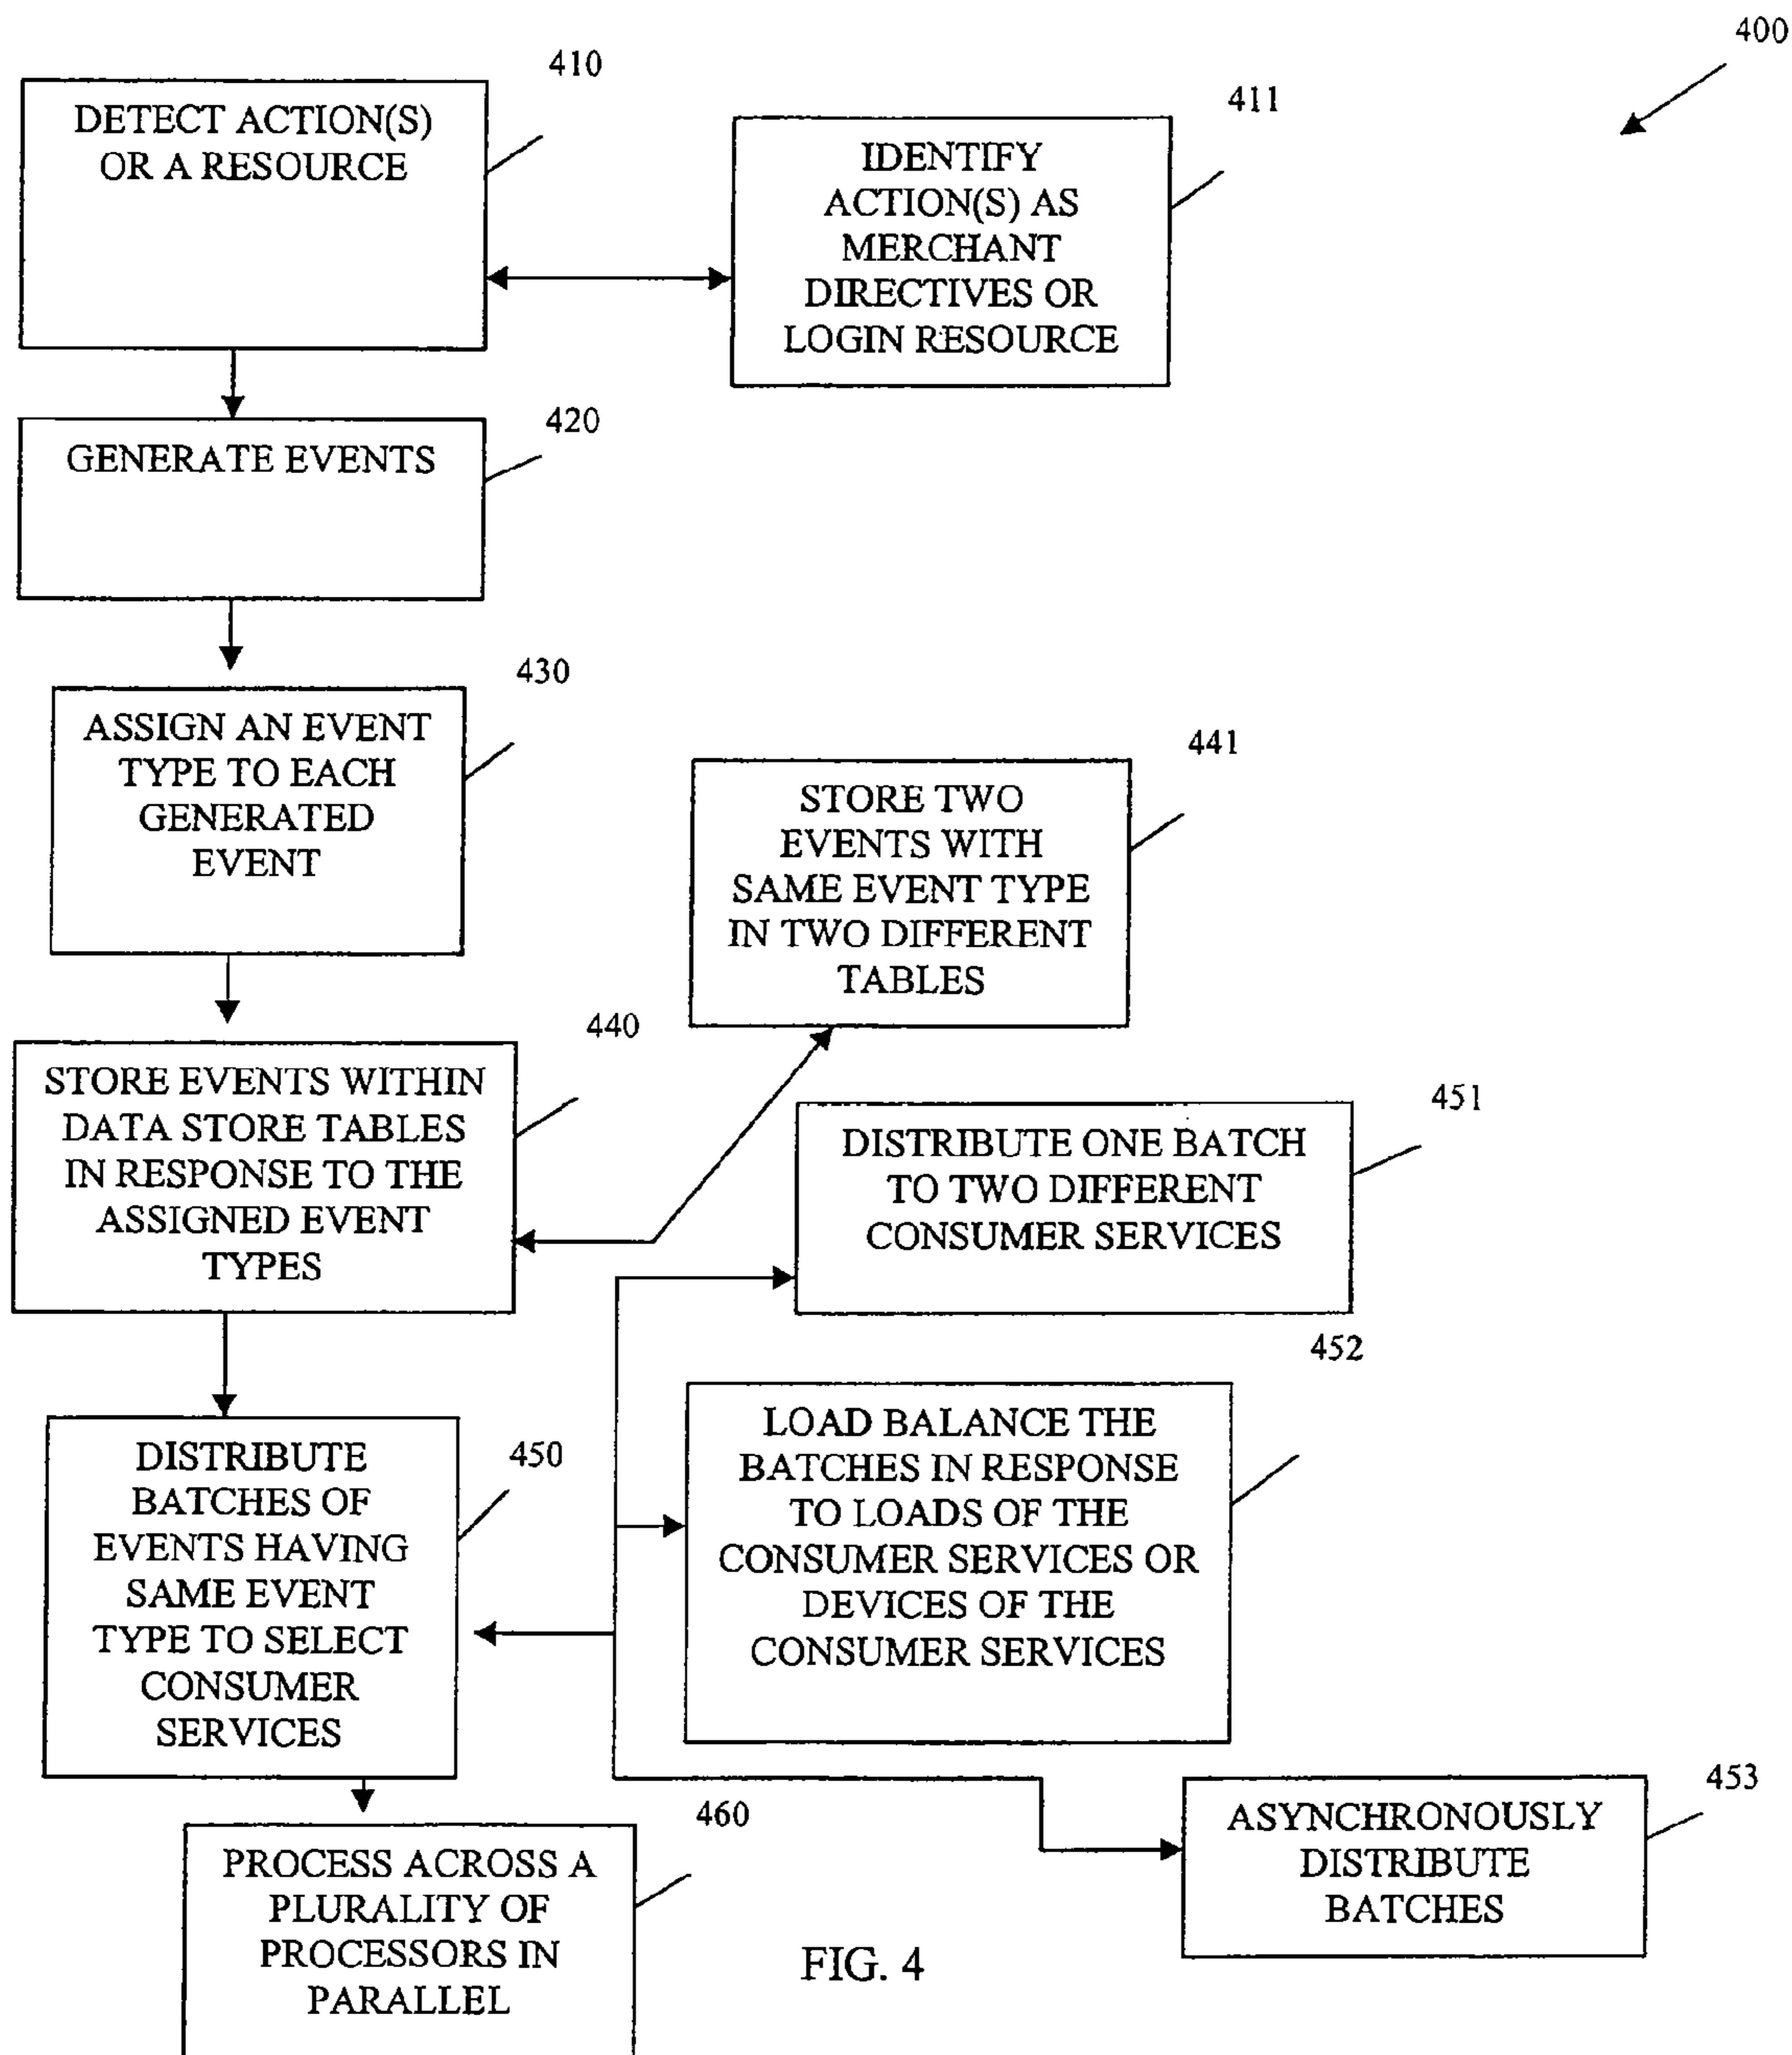 400
410
DETECT ACTION(S)
OR A RESOURCE
411
IDENTIFY
ACTION(S) AS
MERCHANT
DIRECTIVES OR
LOGIN RESOURCE
420
GENERATE EVENTS
430
ASSIGN AN EVENT
TYPE TO EACH
GENERATED
EVENT
441
STORE TWO
EVENTS WITH
SAME EVENT TYPE
IN TWO DIFFERENT
TABLES
440
STORE EVENTS WITHIN
DATA STORE TABLES
IN RESPONSE TO THE
ASSIGNED EVENT
TYPES
451
DISTRIBUTE ONE BATCH
TO TWO DIFFERENT
CONSUMER SERVICES
452
LOAD BALANCE THE
BATCHES IN RESPONSE
TO LOADS OF THE
CONSUMER SERVICES OR
DEVICES OF THE
CONSUMER SERVICES
450
DISTRIBUTE
BATCHES OF
EVENTS HAVING
SAME EVENT
TYPE TO SELECT
CONSUMER
SERVICES
453
ASYNCHRONOUSLY
DISTRIBUTE
BATCHES
460
PROCESS ACROSS A
PLURALITY OF
PROCESSORS IN
PARALLEL
FIG. 4